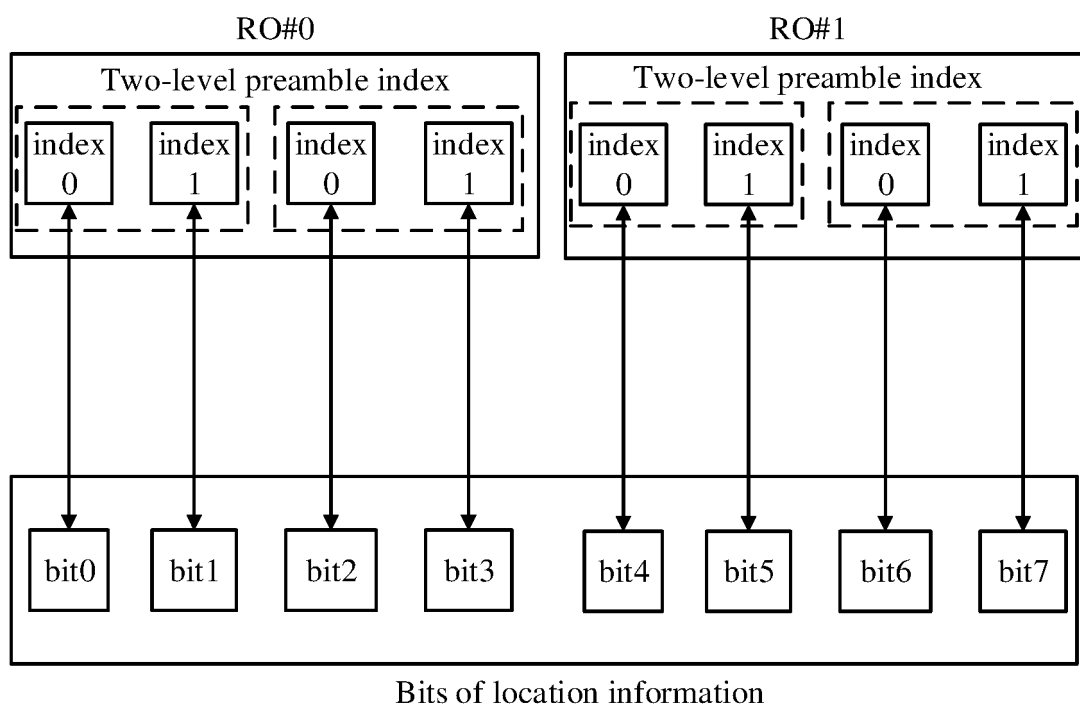 RO#0 RO#1
Two-level preamble index Two-level preamble index
index index index index index index index index
0 1 0 1 0 1 0 1
bit0 bit1 bit2 bit3 bit4 bit5 bit6 bit7
Bits of location information